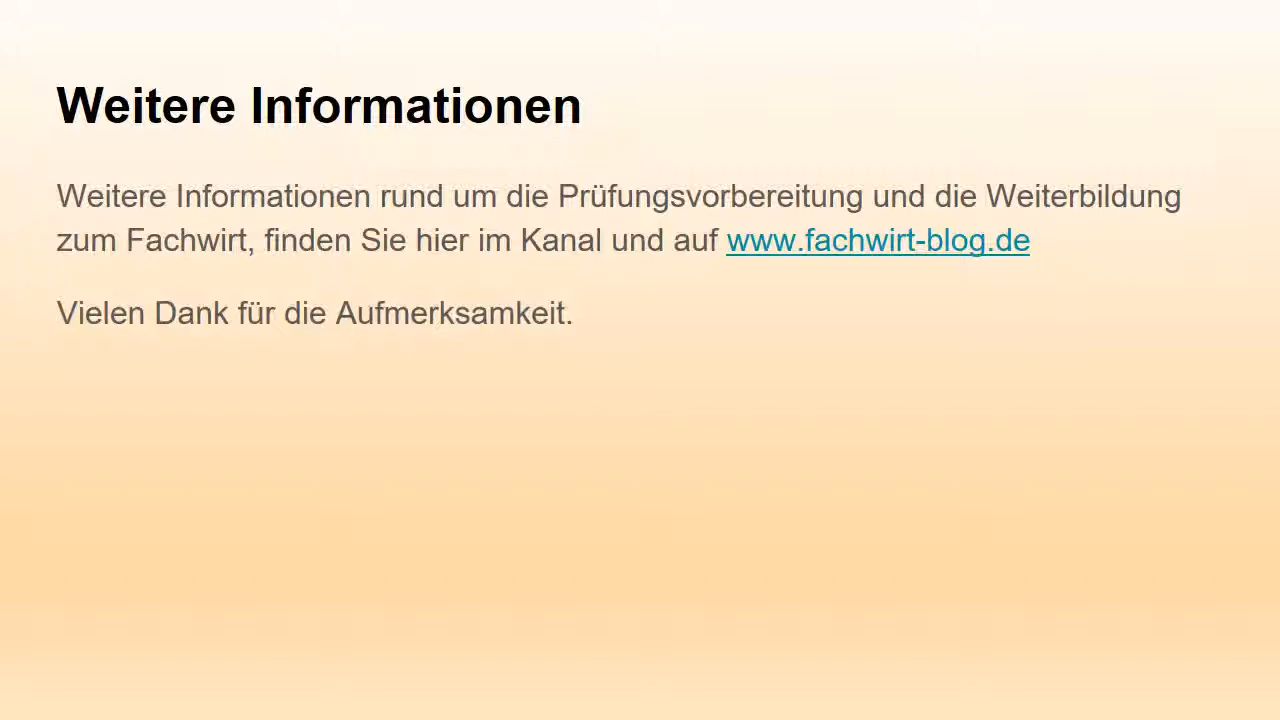 Weitere Informationen
Weitere Informationen rund um die Prüfungsvorbereitung und die Weiterbildung
zum Fachwirt, finden Sie hier im Kanal und auf www.fachwirt-blog.de
Vielen Dank für die Aufmerksamkeit.